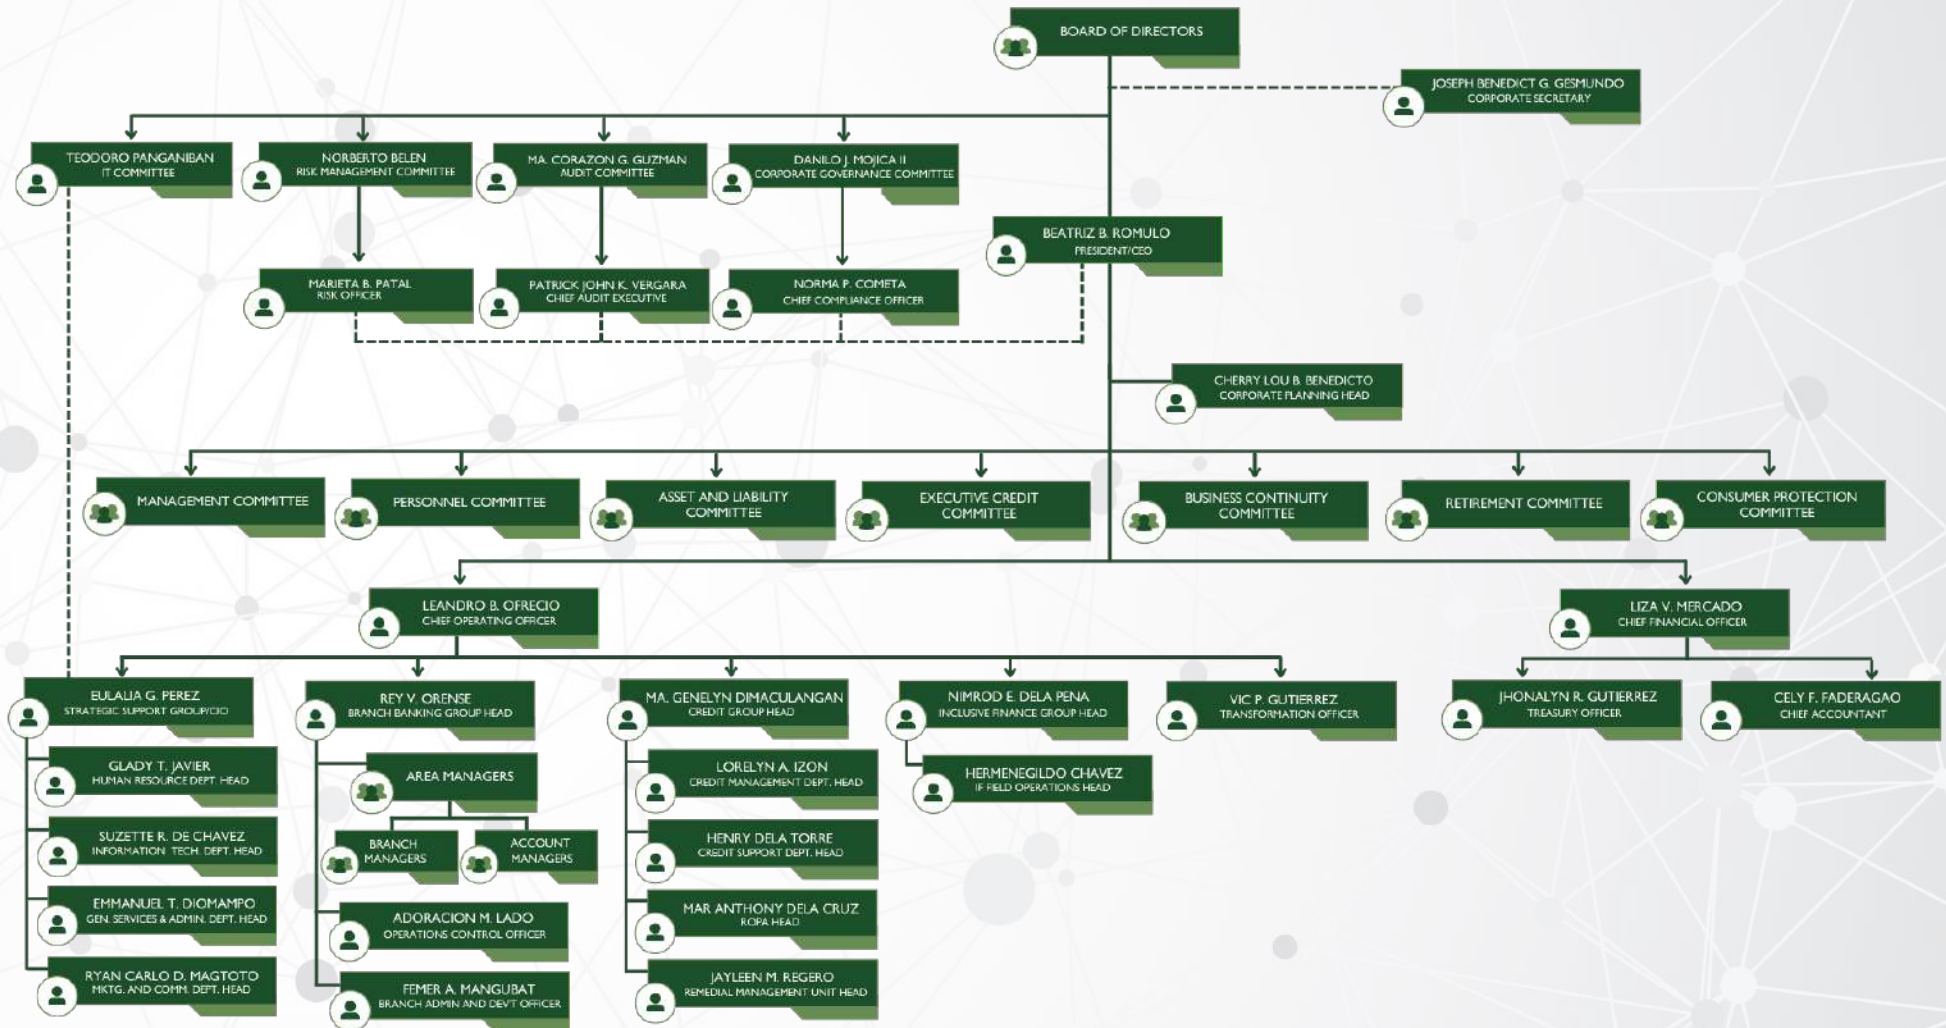 BOARD OF DIRECTORS
JOSEPH BENEDICT G. GESMUNDO
CORPORATE SECRETARY
TEODORO PANGANIBAN
IT COMMITTEE
NORBERTO BELEN
RISK MANAGEMENT COMMITTEE
MA. CORAZON G. GUZMAN
AUDIT COMMITTEE
DANILO J. MOJICA II
CORPORATE GOVERNANCE COMMITTEE
BEATRIZ B. ROMULO
PRESIDENT/CEO
MARIETA B. PATAL
RISK OFFICER
PATRICK JOHN K. VERGARA
CHIEF AUDIT EXECUTIVE
NORMA P. COMETA
CHIEF COMPLIANCE OFFICER
CHERRY LOU B. BENEDICTO
CORPORATE PLANNING HEAD
MANAGEMENT COMMITTEE
PERSONNEL COMMITTEE
ASSET AND LIABILITY
COMMITTEE
EXECUTIVE CREDIT
COMMITTEE
BUSINESS CONTINUITY
COMMITTEE
RETIREMENT COMMITTEE
CONSUMER PROTECTION
COMMITTEE
LEANDRO B. OFRECIO
CHIEF OPERATING OFFICER
LIZA V. MERCADO
CHIEF FINANCIAL OFFICER
EULALIA G. PEREZ
STRATEGIC SUPPORT GROUP/CIO
REY V. ORENSE
BRANCH BANKING GROUP HEAD
MA. GENELYN DIMACULANGAN
CREDIT GROUP HEAD
NIMROD E. DELA PENA
INCLUSIVE FINANCE GROUP HEAD
VIC P. GUTIERREZ
TRANSFORMATION OFFICER
JHONALYN R. GUTIERREZ
TREASURY OFFICER
CELY F. FADERAGAO
CHIEF ACCOUNTANT
GLADY T. JAVIER
HUMAN RESOURCE DEPT. HEAD
SUZETTE R. DE CHAVEZ
INFORMATION TECH. DEPT. HEAD
EMMANUEL T. DIOMAMPO
GEN. SERVICES & ADMIN. DEPT. HEAD
RYAN CARLO D. MAGTOTO
MKTG. AND COMM. DEPT. HEAD
AREA MANAGERS
BRANCH
MANAGERS
ACCOUNT
MANAGERS
ADORACION M. LADO
OPERATIONS CONTROL OFFICER
FEMER A. MANGUBAT
BRANCH ADMIN AND DEV'T OFFICER
LORELYN A. IZON
CREDIT MANAGEMENT DEPT. HEAD
HENRY DELA TORRE
CREDIT SUPPORT DEPT. HEAD
MAR ANTHONY DELA CRUZ
ROPA HEAD
JAYLEEN M. REGERO
REMEDIAL MANAGEMENT UNIT HEAD
HERMENEGILDO CHAVEZ
IF FIELD OPERATIONS HEAD